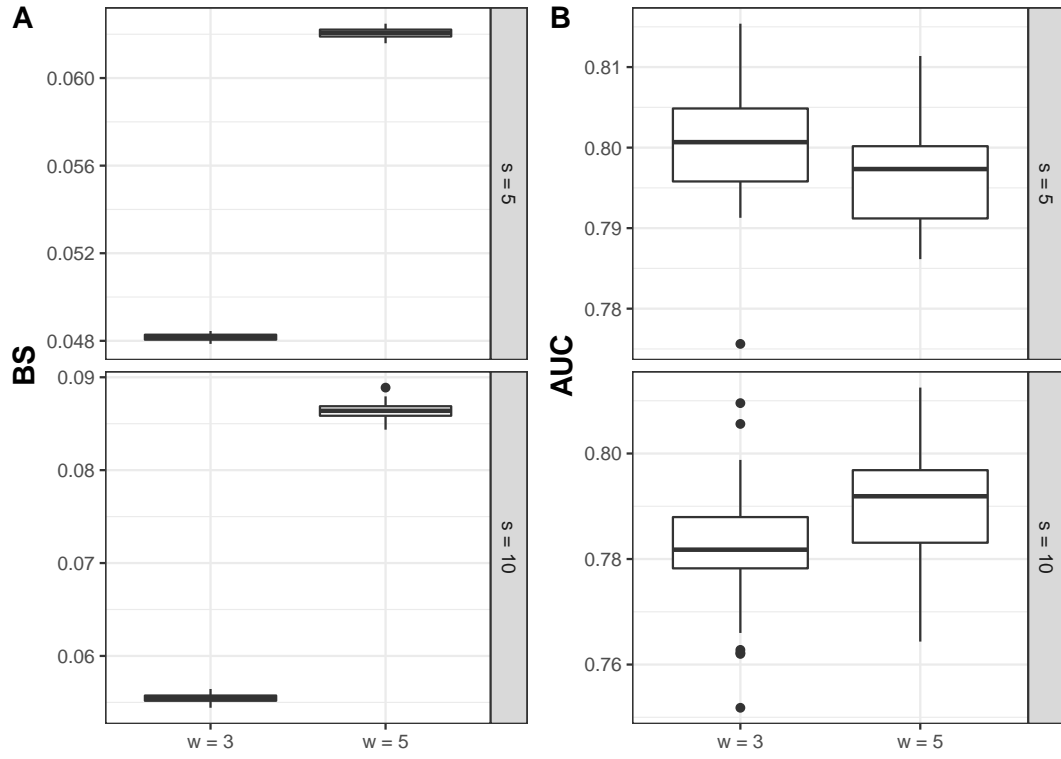 A
BS
0.060
0.056
0.052
0.048
s = 5
0.09
0.08
0.07
0.06
s = 10
w = 3
w = 5
B
AUC
0.81
0.80
0.79
0.78
s = 5
0.80
0.78
0.76
s = 10
w = 3
w = 5